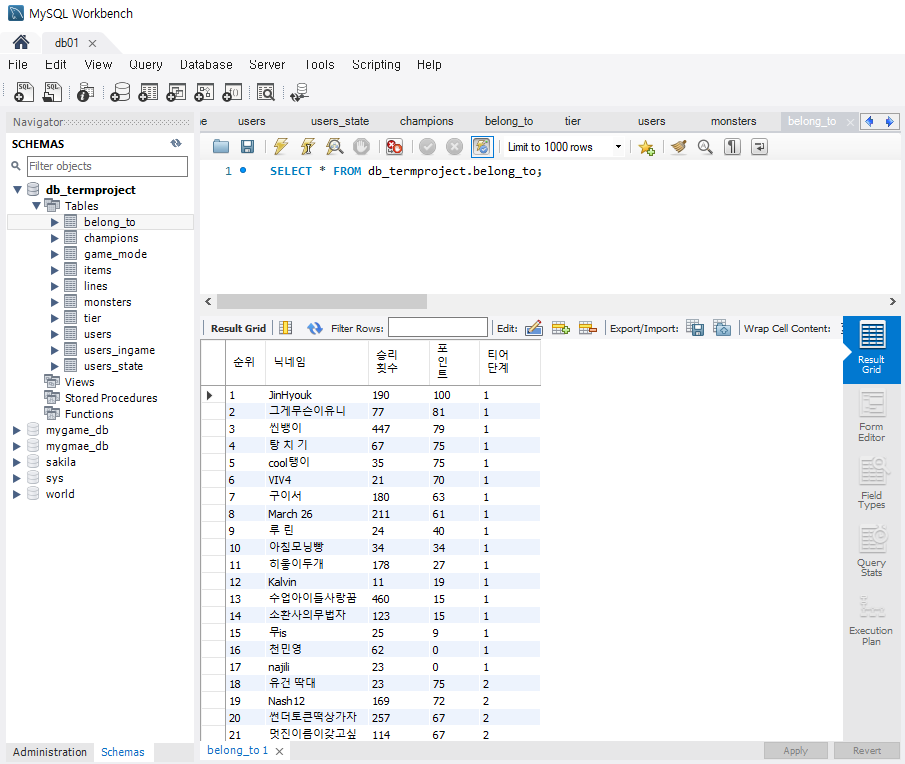 MySQL Workbench
db01
File Edit View Query Database Server Tools Scripting Help
Navigator
SCHEMAS
Filter objects
db_termproject
Tables
belong_to
champions
game_mode
items
lines
monsters
tier
users
users_ingame
users_state
Views
Stored Procedures
Functions
mygame_db
mygmae_db
sakila
sys
world
Administration Schemas
users users_state champions belong_to tier users monsters belong_to
Limit to 1000 rows
1 SELECT * FROM db_termproject.belong_to;
Result Grid Filter Rows: Edit: Export/Import: Wrap Cell Content:
순위 닉네임 승리횟수 포인트 티어단계
1 JinHyouk 190 100 1
2 그게무슨이유니 77 81 1
3 씬뱅이 447 79 1
4 탕 치 기 67 75 1
5 cool탱이 35 75 1
6 VIV4 21 70 1
7 구이서 180 63 1
8 March 26 211 61 1
9 루 린 24 40 1
10 아침모닝빵 34 34 1
11 히울이두개 178 27 1
12 Kalvin 11 19 1
13 수업아이들사랑꿈 460 15 1
14 소환사의무법자 123 15 1
15 무is 25 9 1
16 천민영 62 0 1
17 najili 23 0 1
18 유건 딱대 23 75 2
19 Nash12 169 72 2
20 썬더토큰떡상가자 257 67 2
21 멋진이름이갖고싶 114 67 2
Result Grid
Form Editor
Field Types
Query Stats
Execution Plan
belong_to 1
Apply Revert